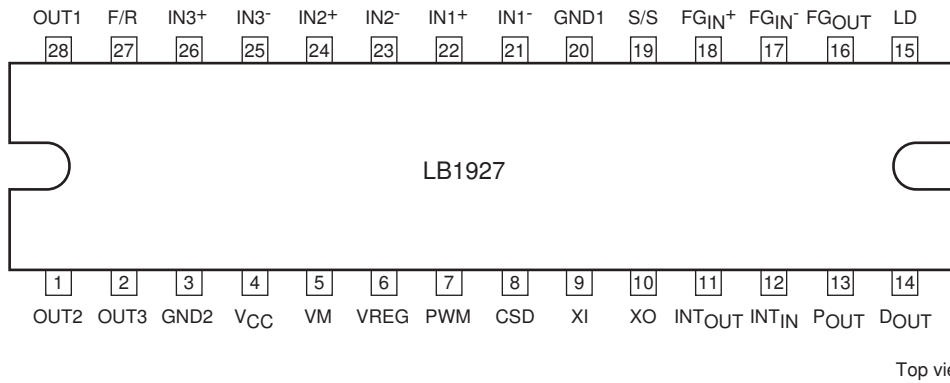 OUT1 F/R IN3+ IN3- IN2+ IN2- IN1+ IN1- GND1 S/S FGIN+ FGIN- FGOUT LD
28 27 26 25 24 23 22 21 20 19 18 17 16 15
LB1927
1 2 3 4 5 6 7 8 9 10 11 12 13 14
OUT2 OUT3 GND2 VCC VM VREG PWM CSD XI XO INTOUT INTIN POUT DOUT
Top